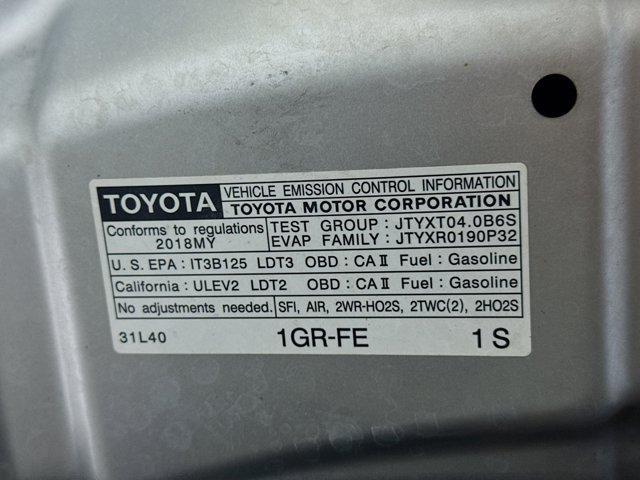 TOYOTA
VEHICLE EMISSION CONTROL INFORMATION
TOYOTA MOTOR CORPORATION
Conforms to regulations
2018MY
TEST GROUP : JTYXT04.0B6S
EVAP FAMILY : JTYXR0190P32
U. S. EPA : IT3B125 LDT3 OBD : CAⅡ Fuel : Gasoline
California : ULEV2 LDT2 OBD : CAⅡ Fuel : Gasoline
No adjustments needed. SFI, AIR, 2WR-HO2S, 2TWC(2), 2HO2S
31L40 1GR-FE 1 S